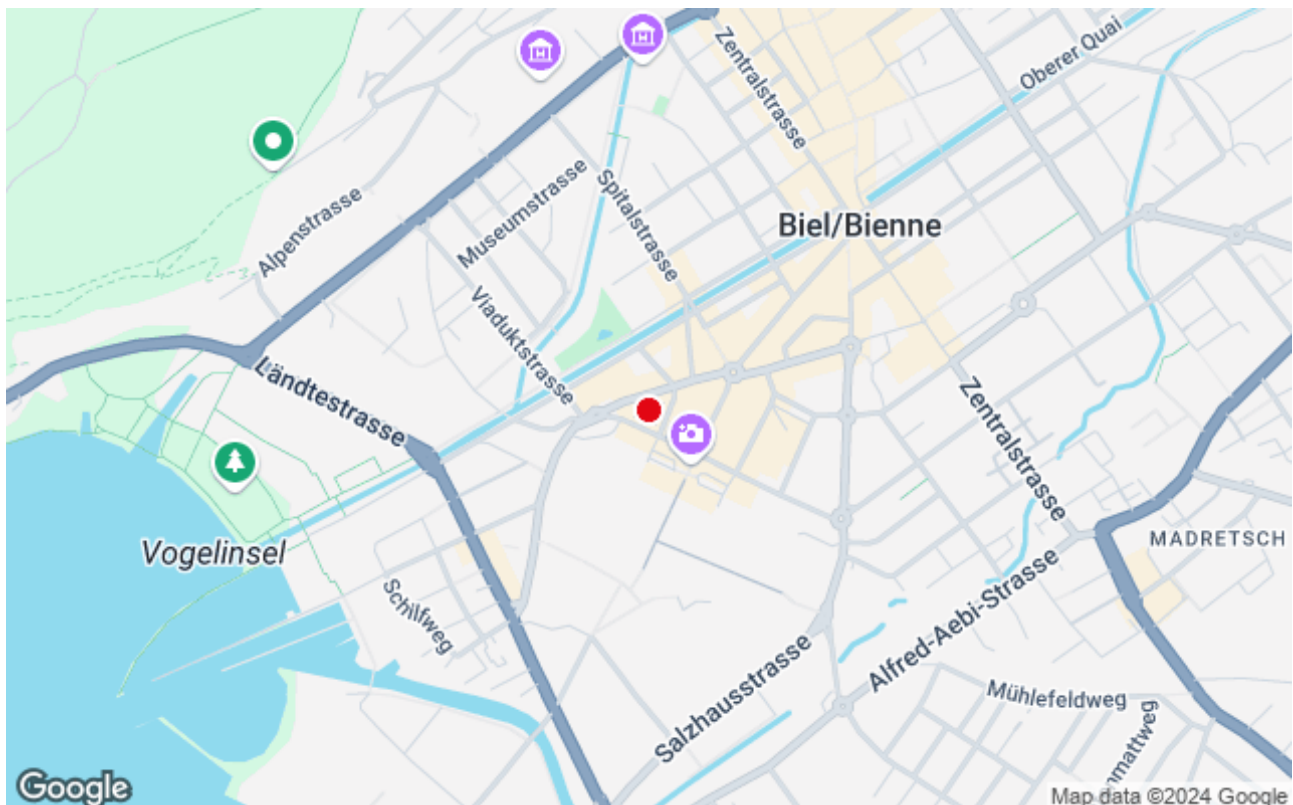 Zentralstrasse
Oberer Quai
Museumstrasse
Spitalstrasse
Alpenstrasse
Biel/Bienne
Viaduktstrasse
Ländtestrasse
Zentralstrasse
Vogelinsel
MADRETSCH
Schilfweg
Alfred-Aebi-Strasse
Salzhausstrasse
Mühlefeldweg
Google
Map data ©2024 Google